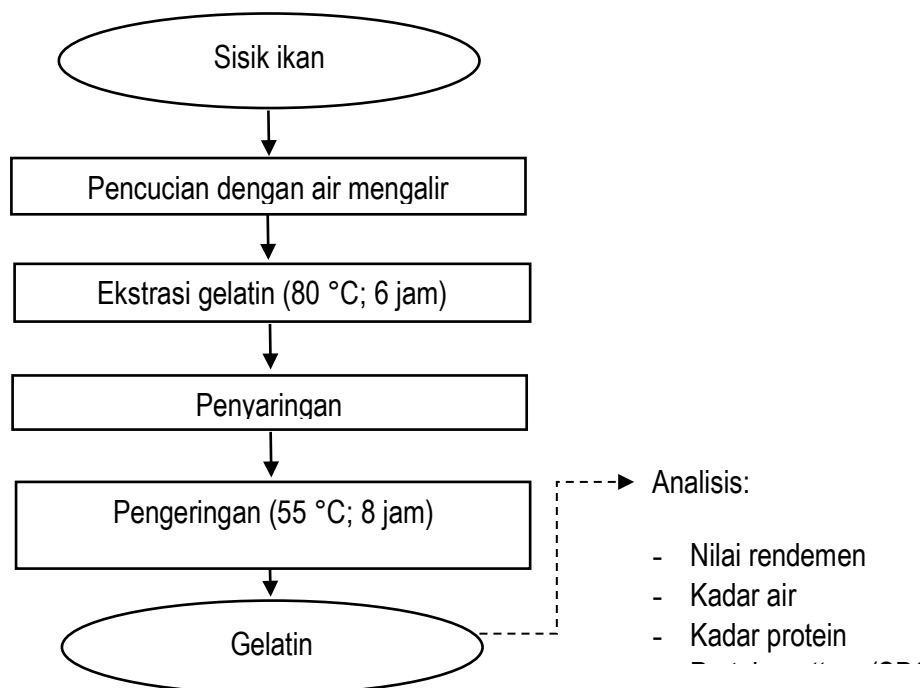 Sisik ikan
Pencucian dengan air mengalir
Ekstrasi gelatin (80 °C; 6 jam)
Penyaringan
Pengeringan (55 °C; 8 jam)
Gelatin
Analisis:
- Nilai rendemen
- Kadar air
- Kadar protein